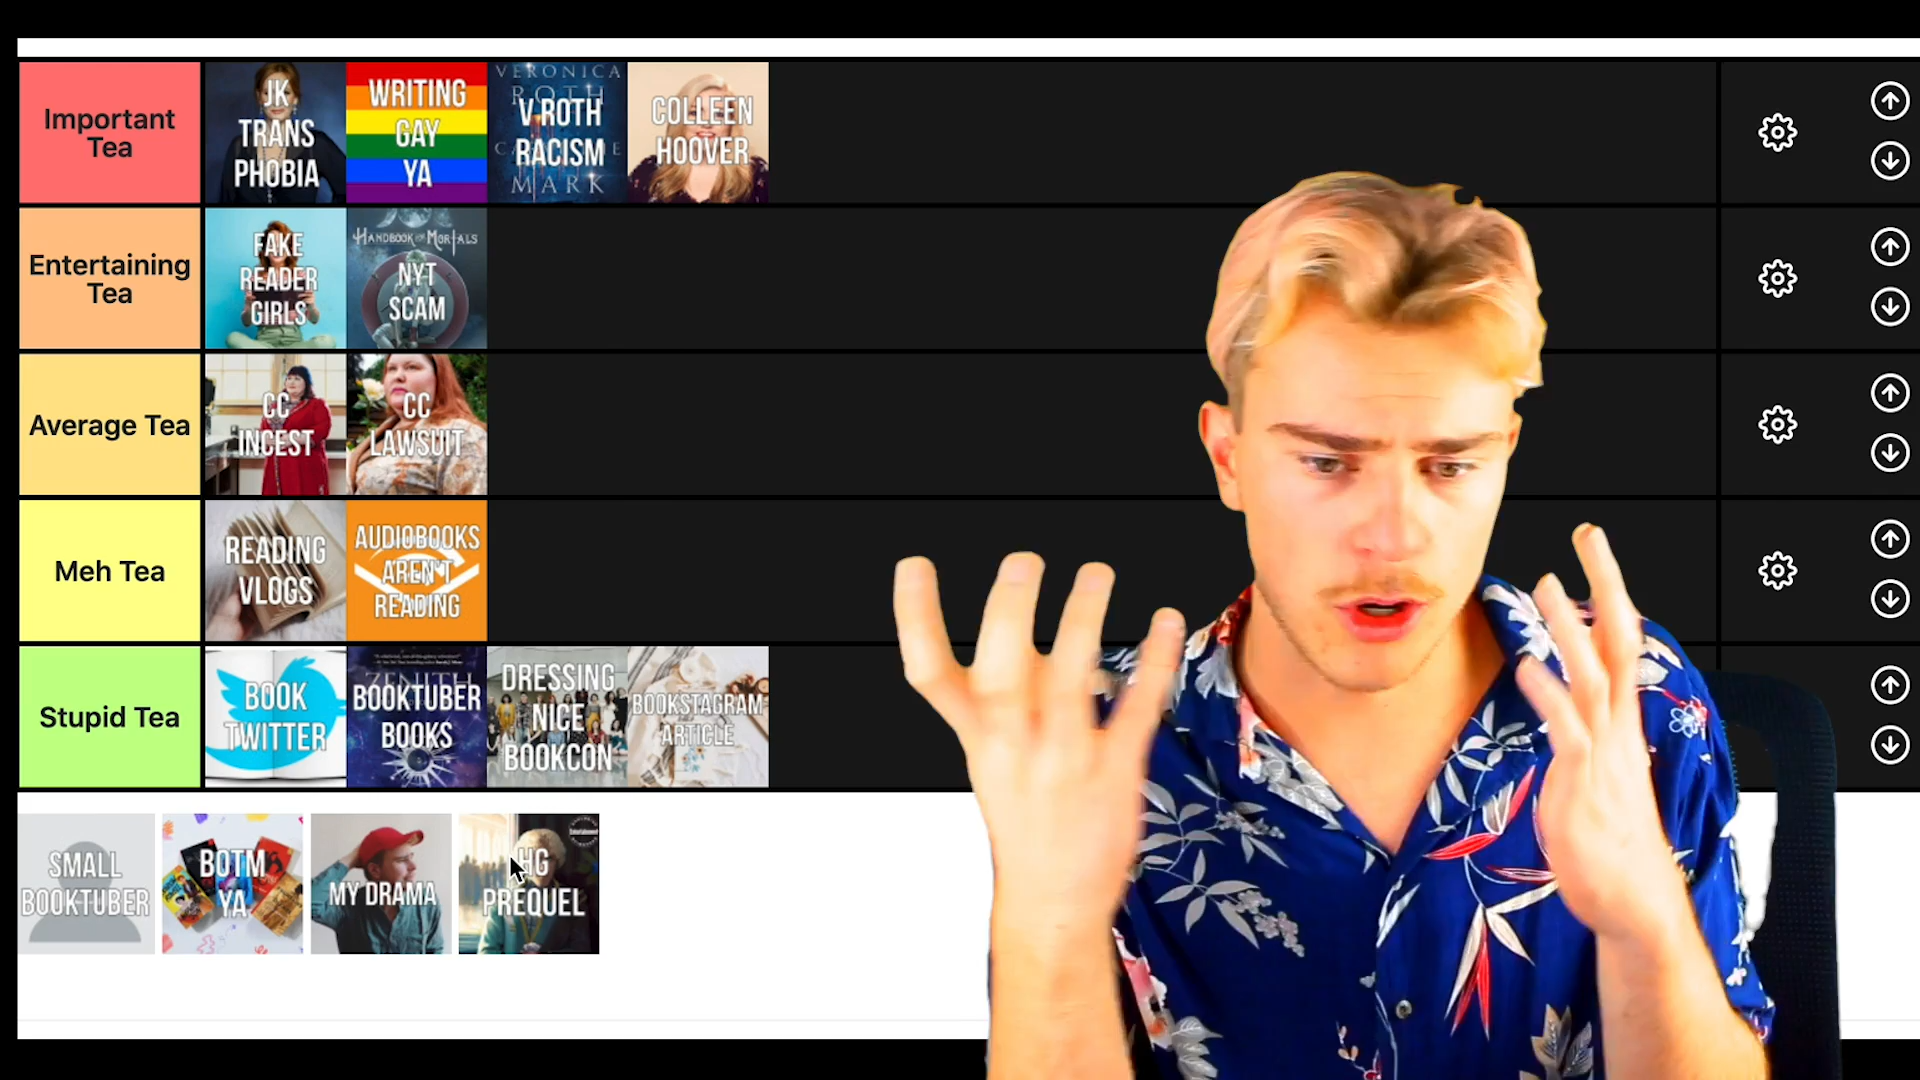 Important
Tea
JK
TRANS
PHOBIA
WRITING
GAY
YA
VERONICA
ROTH
V ROTH
RACISM
MARK
COLLEEN
HOOVER
Entertaining
Tea
FAKE
READER
GIRLS
HANDBOOK FOR MORTALS
NYT
SCAM
Average Tea
CC
INCEST
CC
LAWSUIT
Meh Tea
READING
VLOGS
AUDIOBOOKS
AREN'T
READING
Stupid Tea
BOOK
TWITTER
ZENITH
BOOKTUBER
BOOKS
DRESSING
NICE
BOOKCON
BOOKSTAGRAM
ARTICLE
SMALL
BOOKTUBER
BOTM
YA
MY DRAMA
HG
PREQUEL